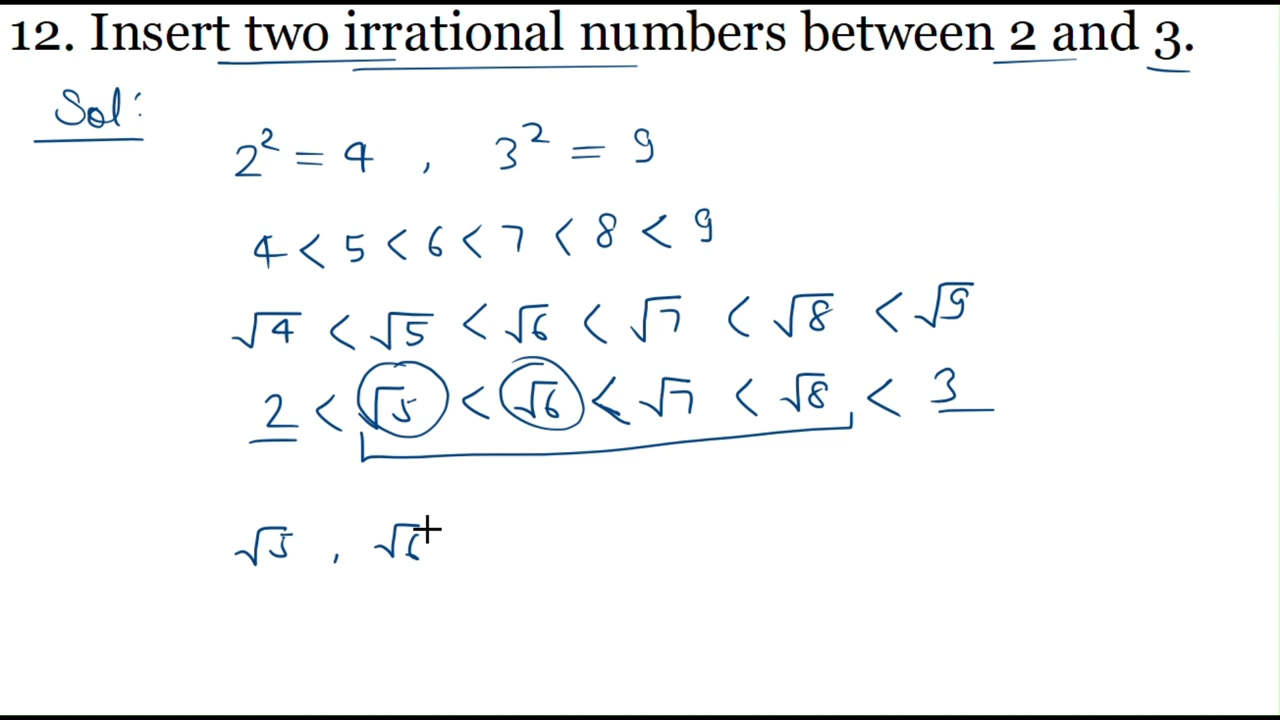 12. Insert two irrational numbers between 2 and 3.
Sol:
2² = 4 , 3² = 9
4 < 5 < 6 < 7 < 8 < 9
√4 < √5 < √6 < √7 < √8 < √9
2 < √5 < √6 < √7 < √8 < 3
√5 , √6